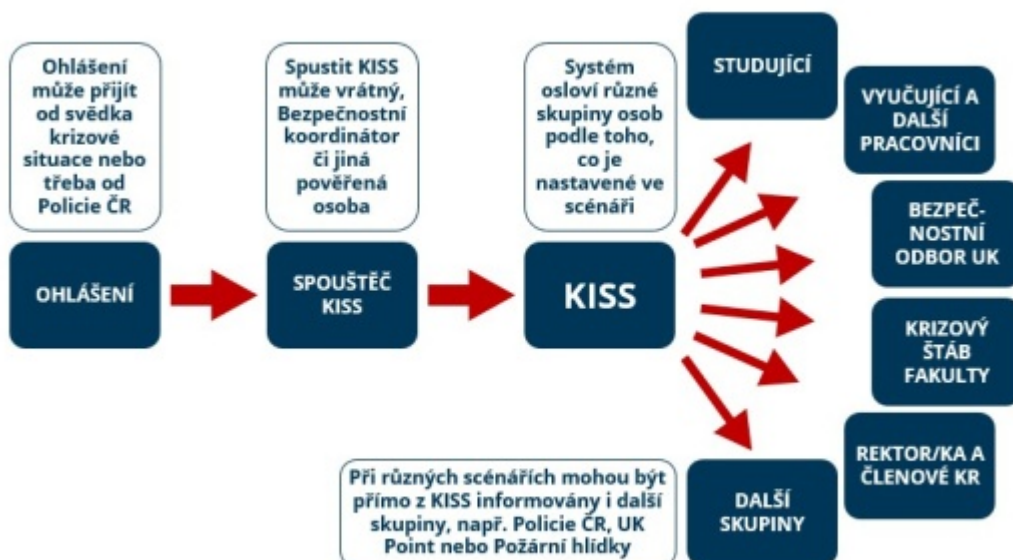 Ohlášení
může přijít
od svědka
krizové
situace nebo
třeba od
Policie ČR
OHLÁŠENÍ
Spustit KISS
může vrátný,
Bezpečnostní
koordinátor
či jiná
pověřená
osoba
SPOUŠTĚČ
KISS
Systém
osloví různé
skupiny osob
podle toho,
co je
nastavené ve
scénáři
KISS
STUDUJÍCÍ
VYUČUJÍCÍ A
DALŠÍ
PRACOVNÍCI
BEZPEČ-
NOSTNÍ
ODBOR UK
KRIZOVÝ
ŠTÁB
FAKULTY
REKTOR/KA A
ČLENOVÉ KR
DALŠÍ
SKUPINY
Při různých scénářích mohou být
přímo z KISS informovány i další
skupiny, např. Policie ČR, UK
Point nebo Požární hlídky